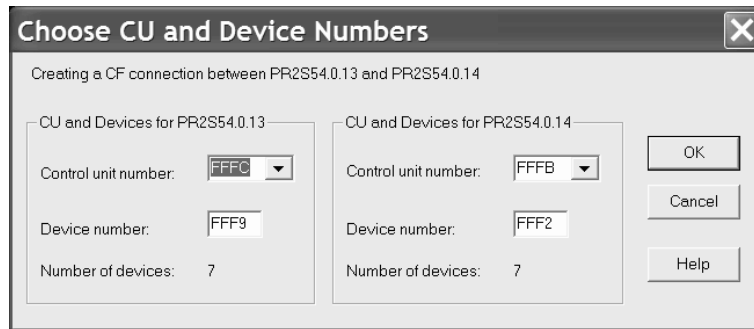 Choose CU and Device Numbers
Creating a CF connection between PR2S54.0.13 and PR2S54.0.14
CU and Devices for PR2S54.0.13
Control unit number: FFFC
Device number: FFF9
Number of devices: 7
CU and Devices for PR2S54.0.14
Control unit number: FFFB
Device number: FFF2
Number of devices: 7
OK
Cancel
Help